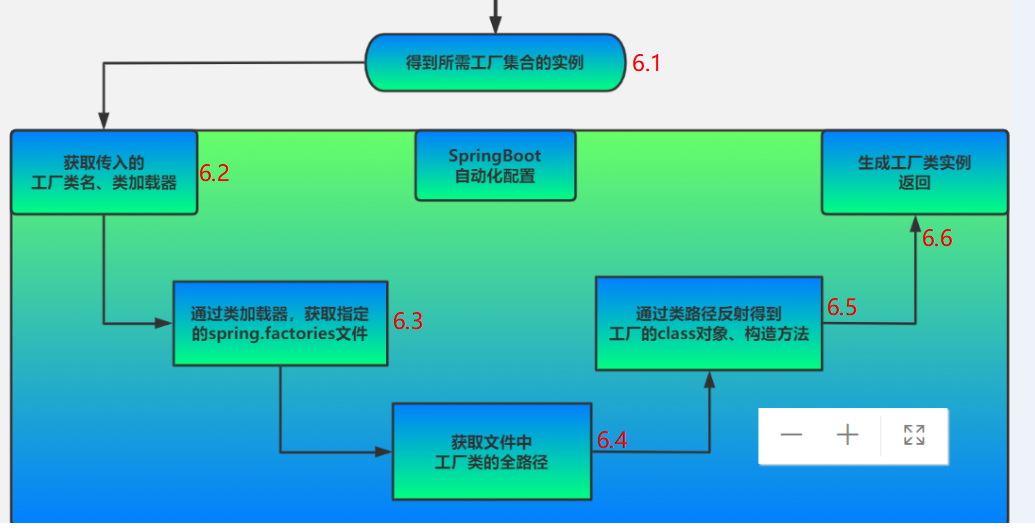 得到所需工厂集合的实例
6.1
获取传入的
工厂类名、类加载器
6.2
SpringBoot
自动化配置
生成工厂类实例
返回
6.6
通过类加载器，获取指定
的spring.factories文件
6.3
通过类路径反射得到
工厂的class对象、构造方法
6.5
获取文件中
工厂类的全路径
6.4